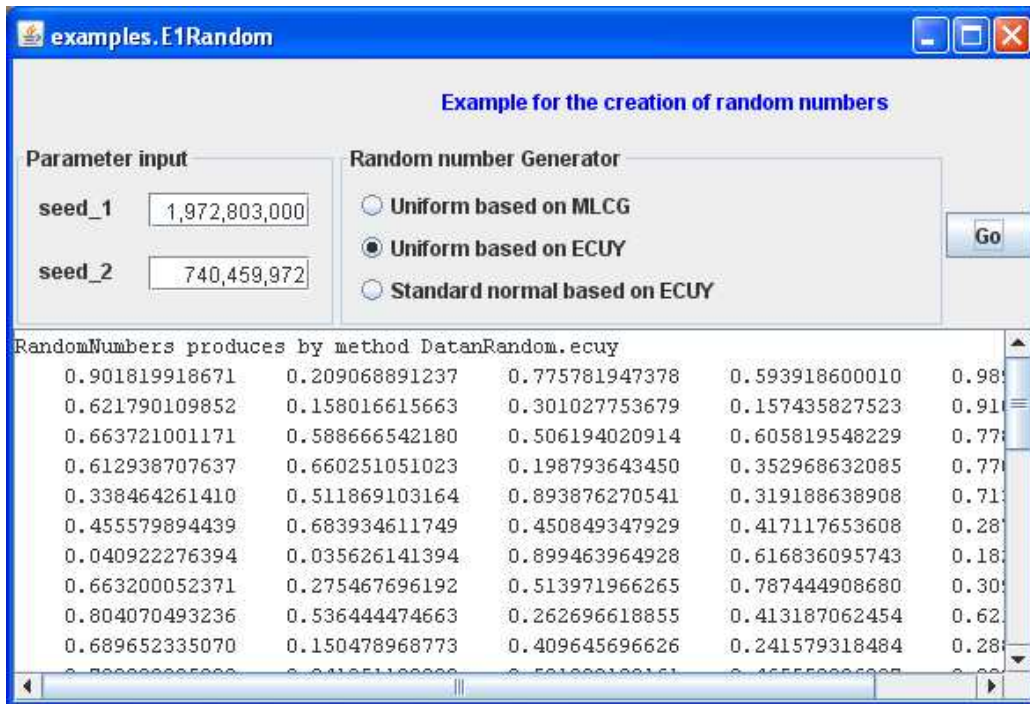 examples.E1Random
Example for the creation of random numbers
Parameter input
Random number Generator
seed_1 1,972,803,000
seed_2 740,459,972
Uniform based on MLCG
Uniform based on ECUY
Standard normal based on ECUY
Go
RandomNumbers produces by method DatanRandom.ecuy
0.901819918671 0.209068891237 0.775781947378 0.593918600010
0.621790109852 0.158016615663 0.301027753679 0.157435827523
0.663721001171 0.588666542180 0.506194020914 0.605819548229
0.612938707637 0.660251051023 0.198793643450 0.352968632085
0.338464261410 0.511869103164 0.893876270541 0.319188638908
0.455579894439 0.683934611749 0.450849347929 0.417117653608
0.040922276394 0.035626141394 0.899463964928 0.616836095743
0.663200052371 0.275467696192 0.513971966265 0.787444908680
0.804070493236 0.536444474663 0.262696618855 0.413187062454
0.689652335070 0.150478968773 0.409645696626 0.241579318484